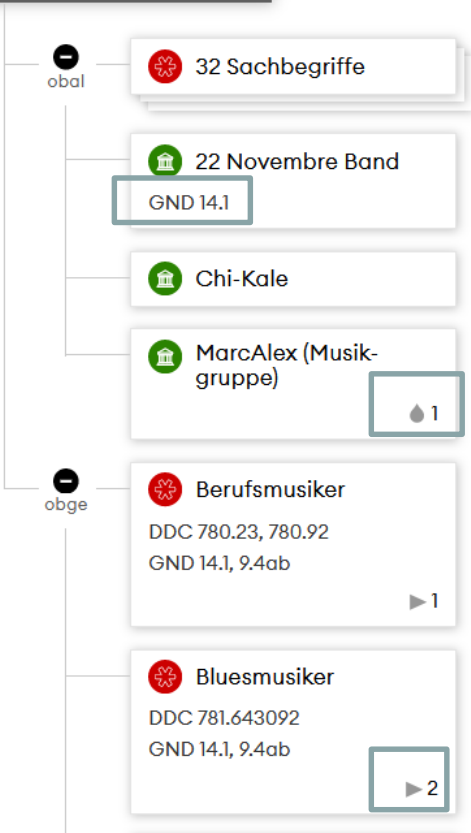 obal
32 Sachbegriffe
22 Novembre Band
GND 14.1
Chi-Kale
MarcAlex (Musik-
gruppe)
1
obge
Berufsmusiker
DDC 780.23, 780.92
GND 14.1, 9.4ab
1
Bluesmusiker
DDC 781.643092
GND 14.1, 9.4ab
2